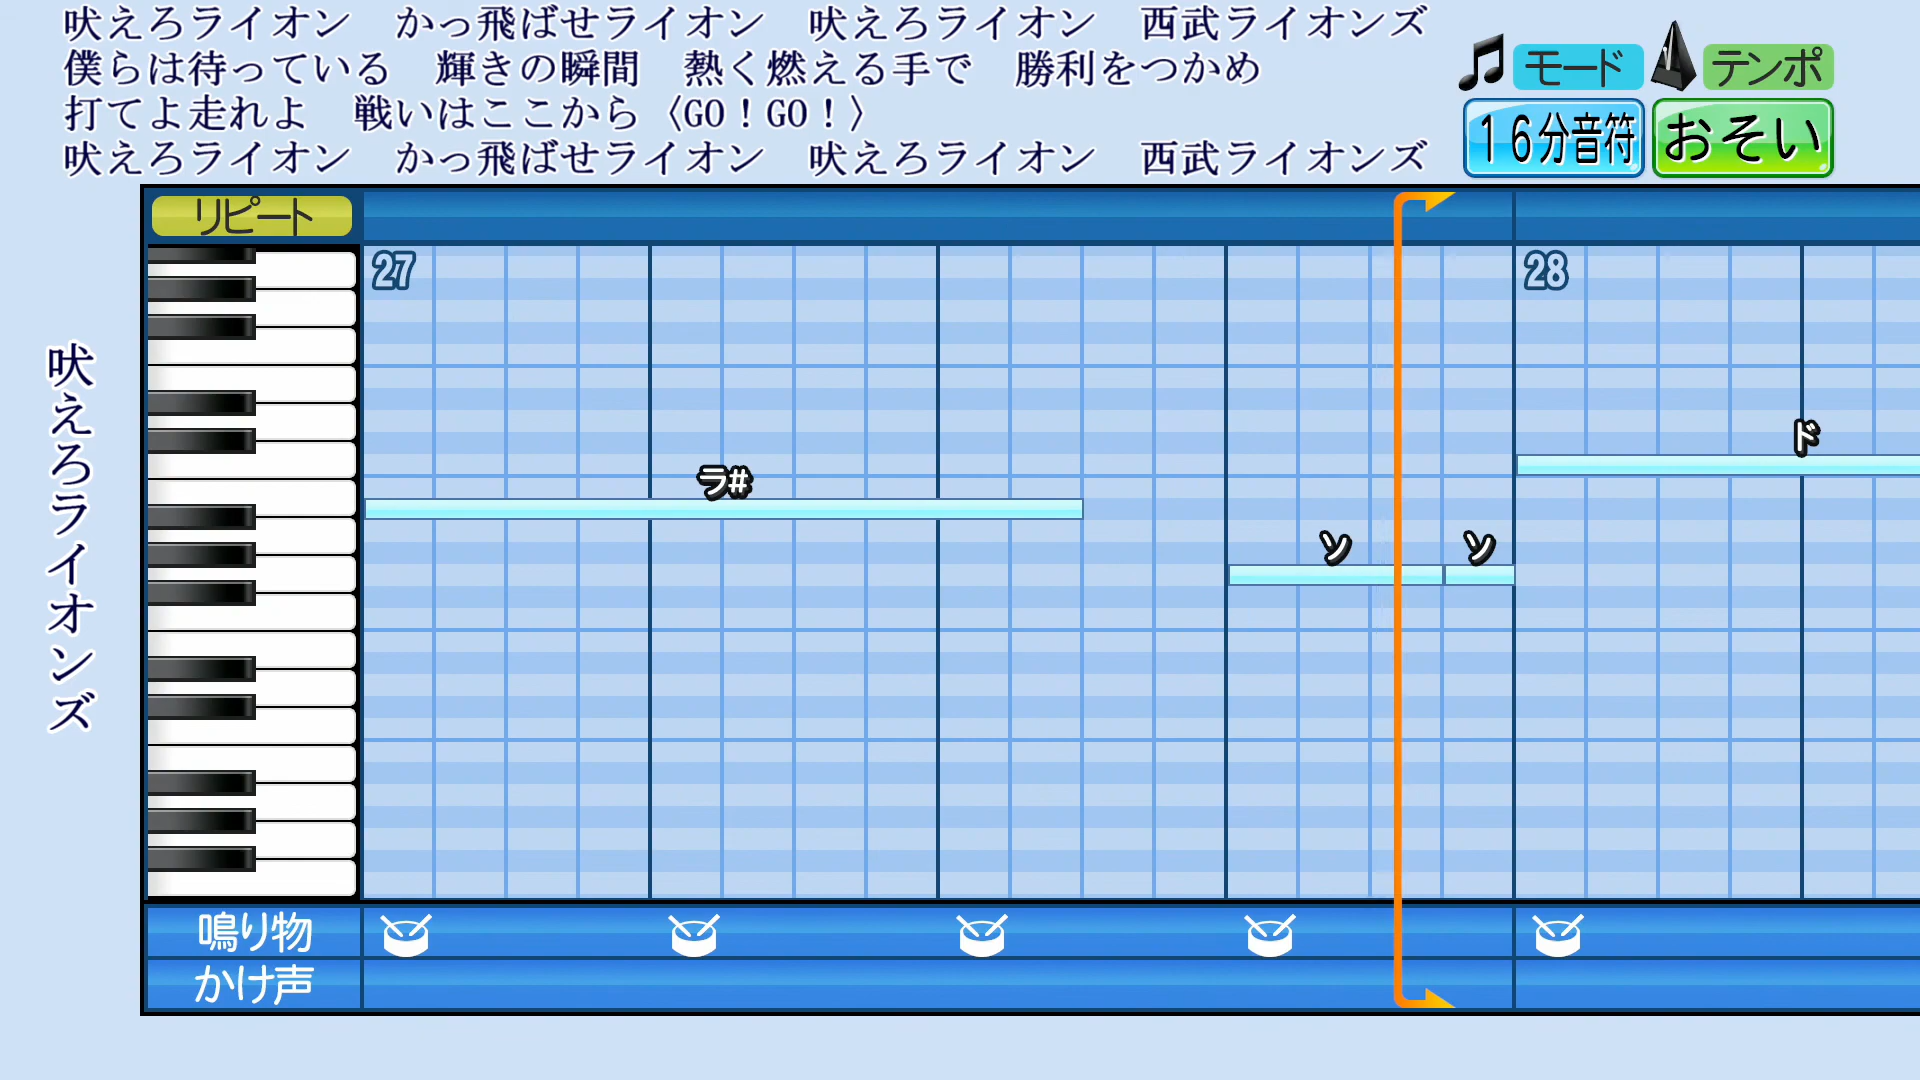 吠えろライオン　かっ飛ばせライオン　吠えろライオン　西武ライオンズ
僕らは待っている　輝きの瞬間　熱く燃える手で　勝利をつかめ
打てよ走れよ　戦いはここから〈GO！GO！〉
吠えろライオン　かっ飛ばせライオン　吠えろライオン　西武ライオンズ
モード
テンポ
16分音符
おそい
リピート
27
28
吠えろライオンズ
ド
ラ#
ソ
ソ
鳴り物
かけ声